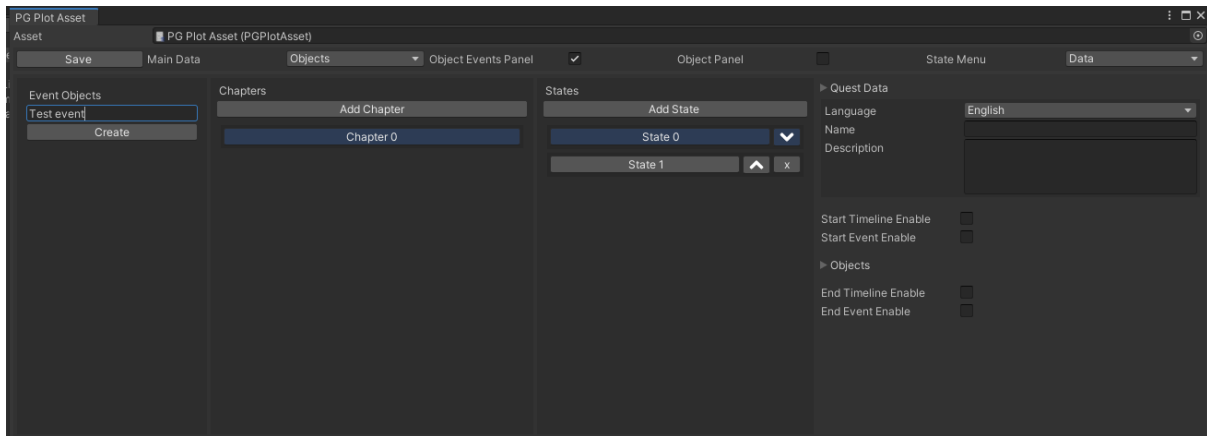 PG Plot Asset
Asset PG Plot Asset (PGPlotAsset)
Save Main Data Objects Object Events Panel Object Panel State Menu Data
Event Objects
Test event
Create
Chapters
Add Chapter
Chapter 0
States
Add State
State 0
State 1 x
Quest Data
Language English
Name
Description
Start Timeline Enable
Start Event Enable
Objects
End Timeline Enable
End Event Enable